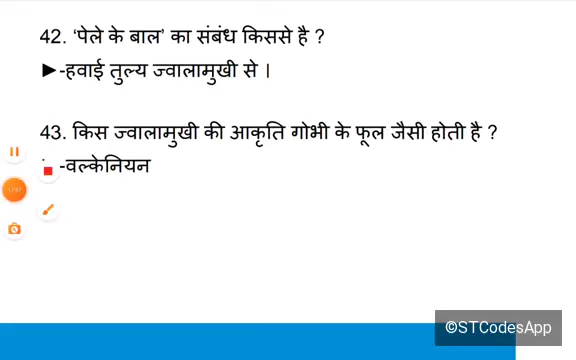 42. ‘पेले के बाल’ का संबंध किससे है ?
►-हवाई तुल्य ज्वालामुखी से ।
43. किस ज्वालामुखी की आकृति गोभी के फूल जैसी होती है ?
-वल्केनियन
©STCodesApp